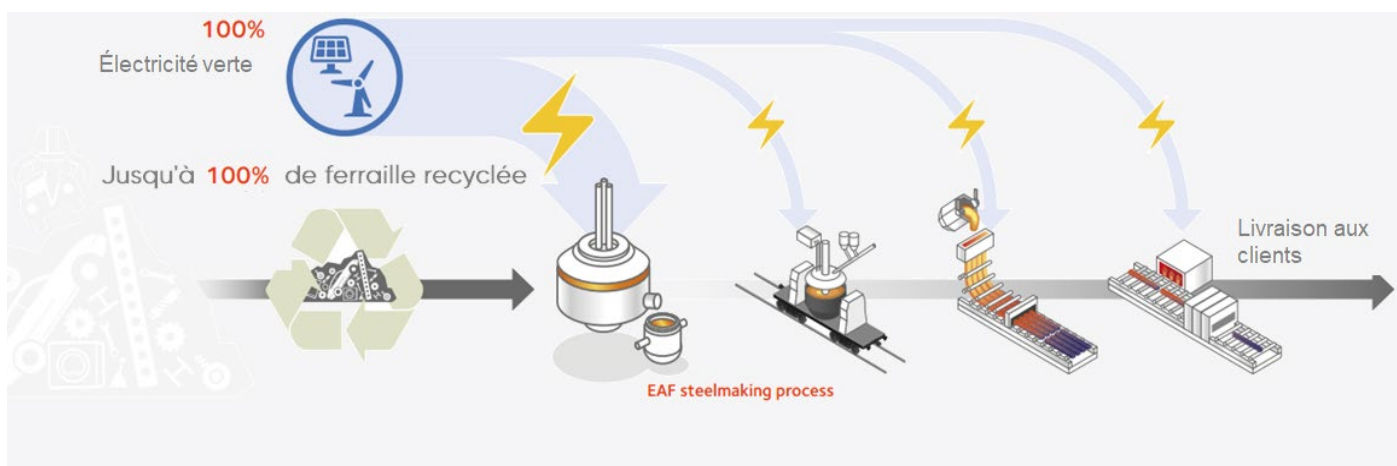 100%
Électricité verte
Jusqu'à 100% de ferraille recyclée
Livraison aux
clients
EAF steelmaking process